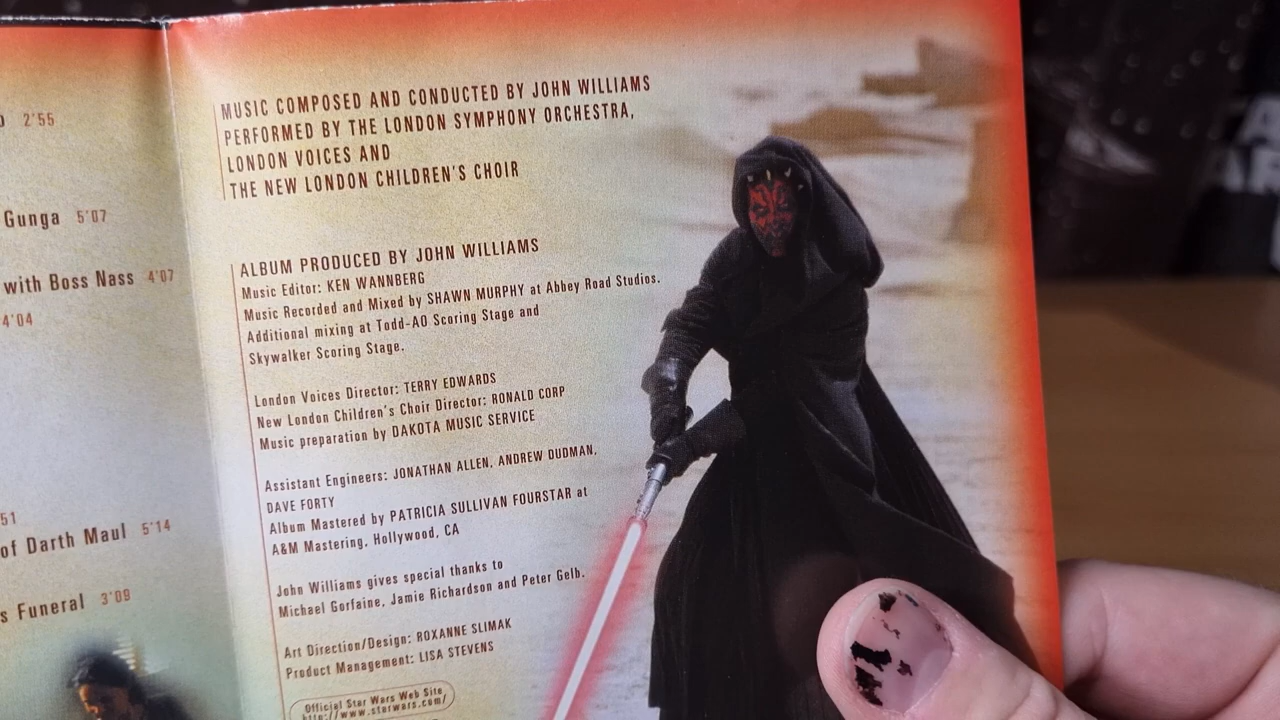 2'55
Gunga 5'07
with Boss Nass 4'07
4'04
51
of Darth Maul 5'14
s Funeral 3'09
MUSIC COMPOSED AND CONDUCTED BY JOHN WILLIAMS
PERFORMED BY THE LONDON SYMPHONY ORCHESTRA,
LONDON VOICES AND
THE NEW LONDON CHILDREN'S CHOIR
ALBUM PRODUCED BY JOHN WILLIAMS
Music Editor: KEN WANNBERG
Music Recorded and Mixed by SHAWN MURPHY at Abbey Road Studios.
Additional mixing at Todd-AO Scoring Stage and
Skywalker Scoring Stage.
London Voices Director: TERRY EDWARDS
New London Children's Choir Director: RONALD CORP
Music preparation by DAKOTA MUSIC SERVICE
Assistant Engineers: JONATHAN ALLEN, ANDREW DUDMAN,
DAVE FORTY
Album Mastered by PATRICIA SULLIVAN FOURSTAR at
A&M Mastering, Hollywood, CA
John Williams gives special thanks to
Michael Gorfaine, Jamie Richardson and Peter Gelb.
Art Direction/Design: ROXANNE SLIMAK
Product Management: LISA STEVENS
Official Star Wars Web Site
http://www.starwars.com/